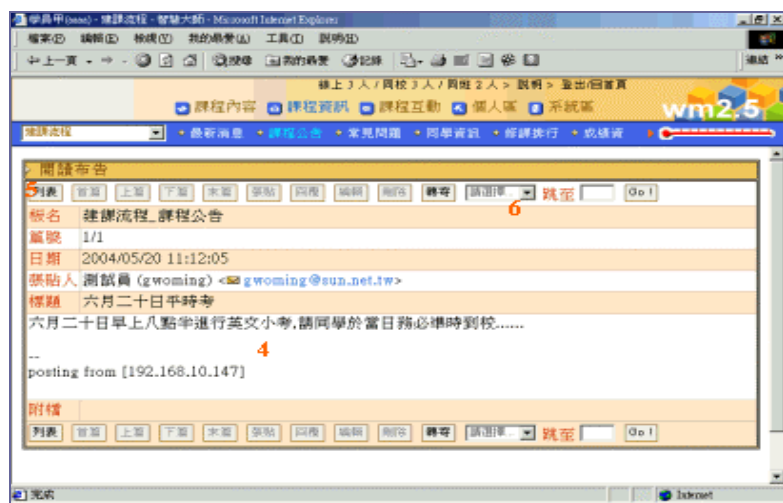 學員甲(aaaa) - 建課流程 - 智慧大師 - Microsoft Internet Explorer
檔案(F) 編輯(E) 檢視(V) 我的最愛(A) 工具(T) 說明(H)
上一頁 搜尋 我的最愛 記錄 連結 »
線上 3 人 / 同校 3 人 / 同班 2 人 > 說明 > 登出/回首頁
課程內容 課程資訊 課程互動 個人區 系統區 wm2.5
建課流程 最新消息 課程公告 常見問題 同學資訊 修課排行 成績資
閱讀布告
5 列表 首篇 上篇 下篇 末篇 張貼 回覆 編輯 刪除 轉寄 請選擇.. 6 跳至 Go !
板名 建課流程_課程公告
篇號 1/1
日期 2004/05/20 11:12:05
張貼人 測試員 (gwoming) <gwoming@sun.net.tw>
標題 六月二十日平時考
六月二十日早上八點半進行英文小考,請同學於當日務必準時到校......
4
--
posting from [192.168.10.147]
附檔
列表 首篇 上篇 下篇 末篇 張貼 回覆 編輯 刪除 轉寄 請選擇.. 跳至 Go !
完成 Internet